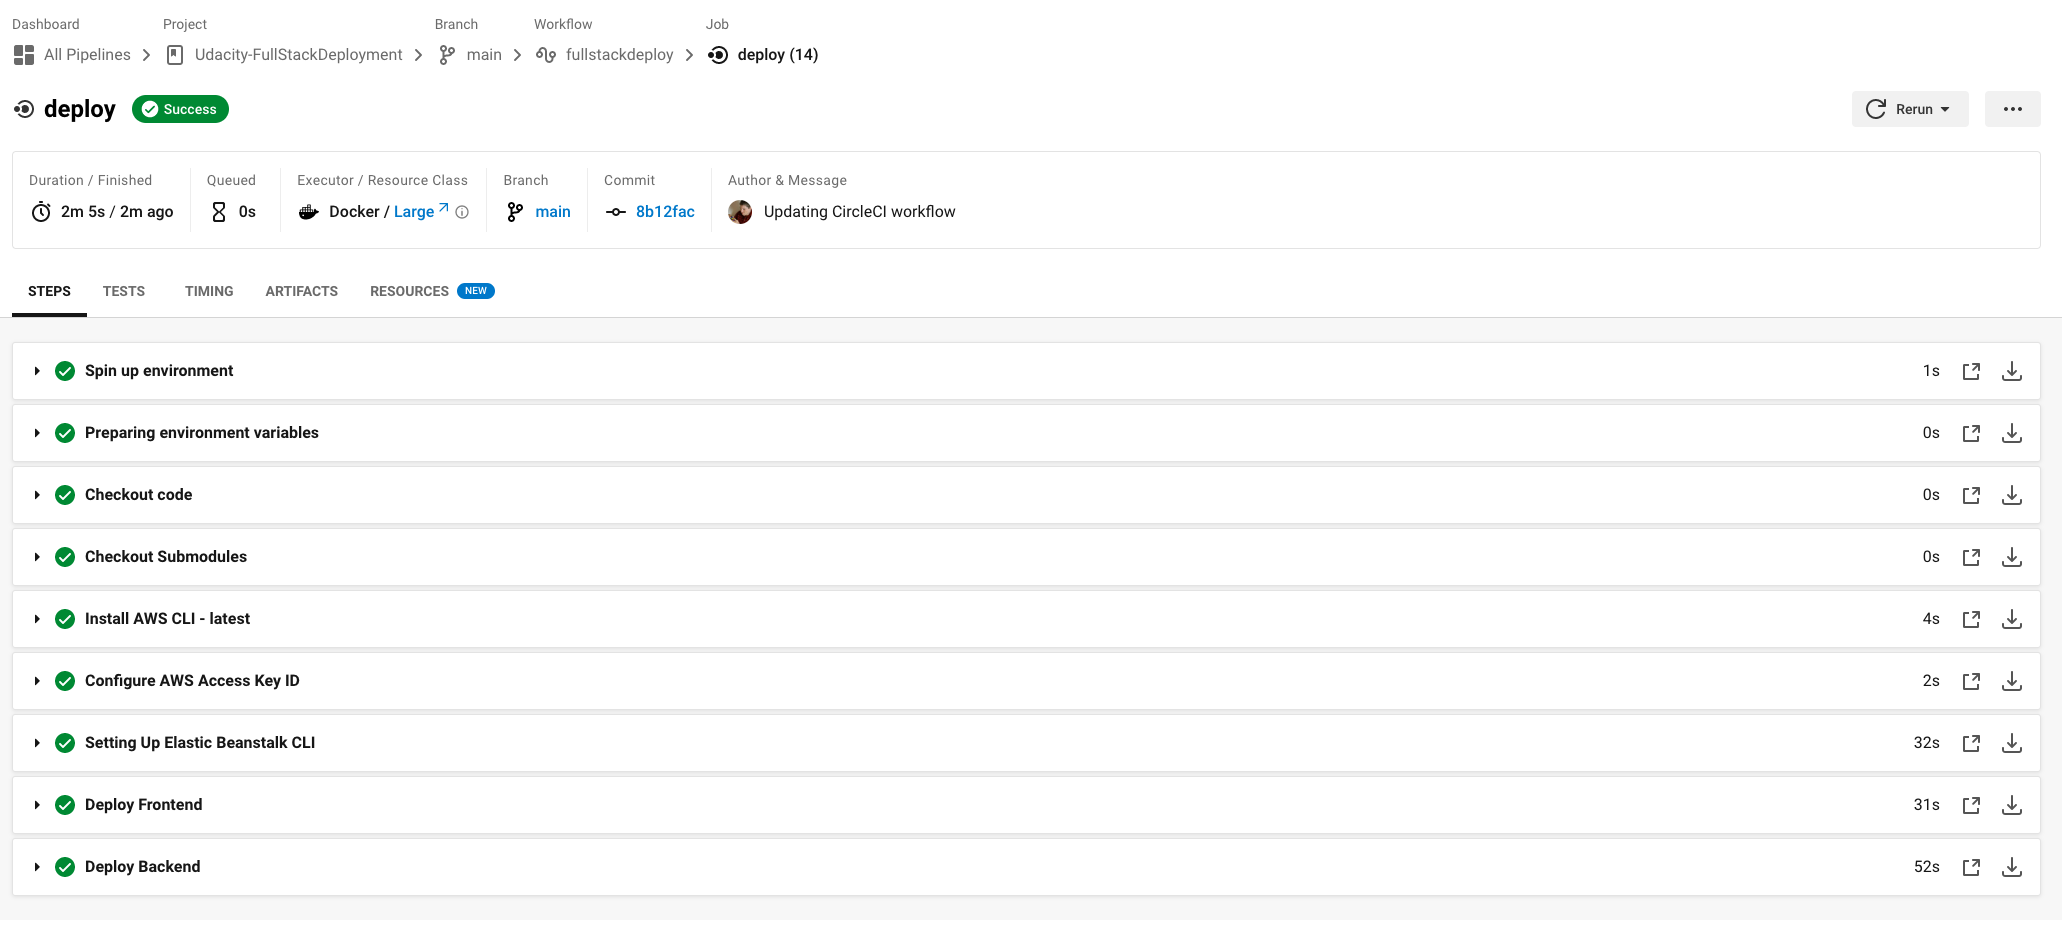 Dashboard Project Branch Workflow Job
All Pipelines Udacity-FullStackDeployment main fullstackdeploy deploy (14)
deploy Success Rerun
Duration / Finished Queued Executor / Resource Class Branch Commit Author & Message
2m 5s / 2m ago 0s Docker / Large main 8b12fac Updating CircleCI workflow
STEPS TESTS TIMING ARTIFACTS RESOURCES NEW
Spin up environment 1s
Preparing environment variables 0s
Checkout code 0s
Checkout Submodules 0s
Install AWS CLI - latest 4s
Configure AWS Access Key ID 2s
Setting Up Elastic Beanstalk CLI 32s
Deploy Frontend 31s
Deploy Backend 52s